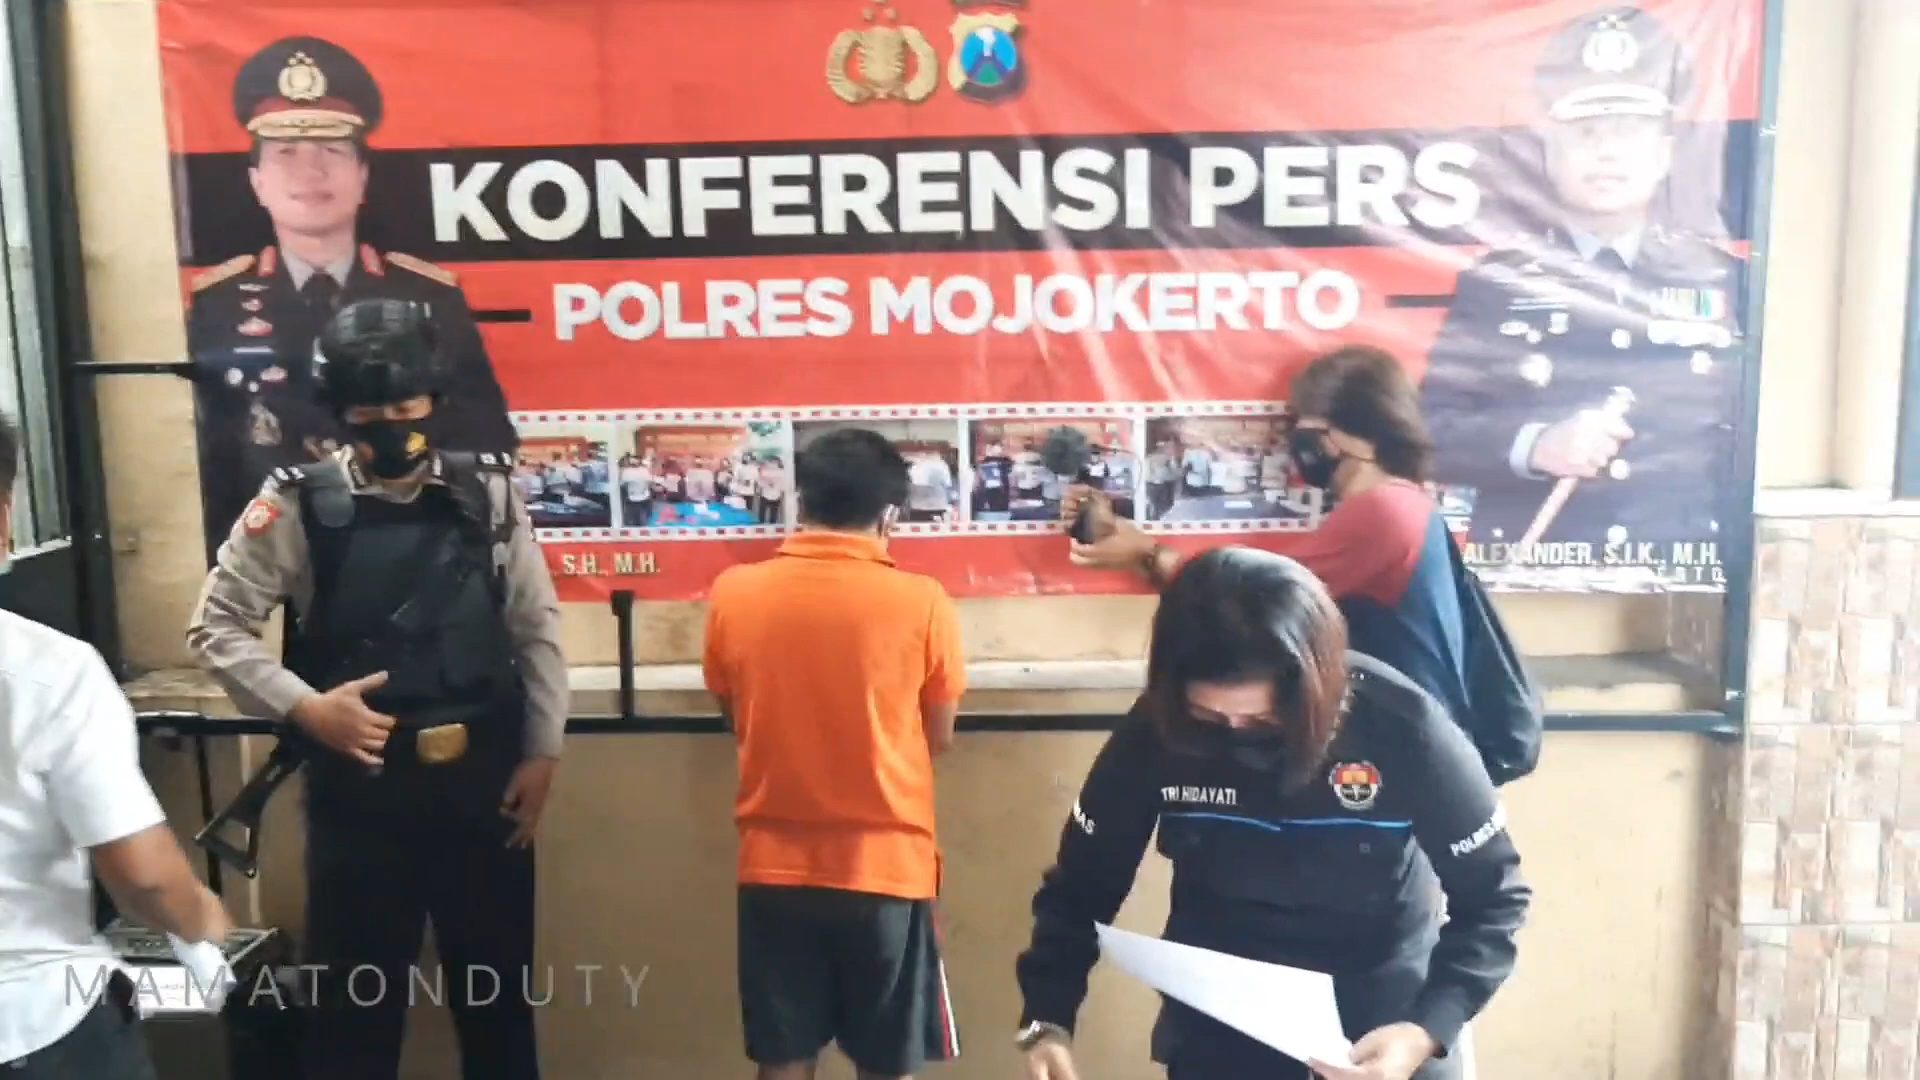 KONFERENSI PERS
POLRES MOJOKERTO
, S.H., M.H.
ALEXANDER, S.I.K., M.H.
TRI HIDAYATI
MAMATONDUTY